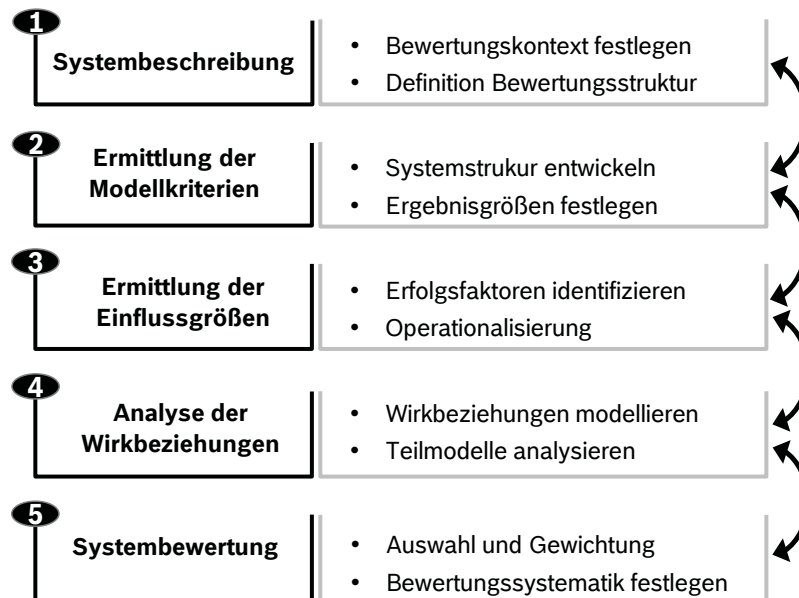 1
Systembeschreibung
• Bewertungskontext festlegen
• Definition Bewertungsstruktur
2
Ermittlung der
Modellkriterien
• Systemstrukur entwickeln
• Ergebnisgrößen festlegen
3
Ermittlung der
Einflussgrößen
• Erfolgsfaktoren identifizieren
• Operationalisierung
4
Analyse der
Wirkbeziehungen
• Wirkbeziehungen modellieren
• Teilmodelle analysieren
5
Systembewertung
• Auswahl und Gewichtung
• Bewertungssystematik festlegen